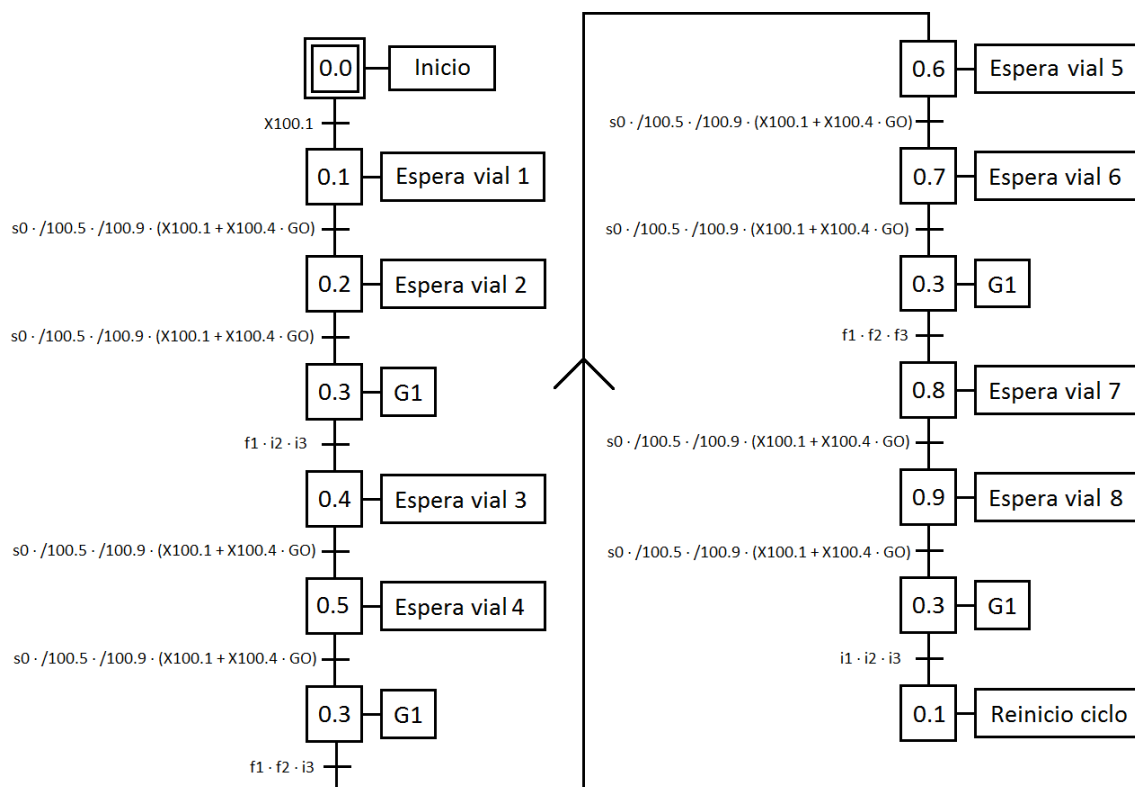 0.0 Inicio
X100.1
0.1 Espera vial 1
s0 · /100.5 · /100.9 · (X100.1 + X100.4 · GO)
0.2 Espera vial 2
s0 · /100.5 · /100.9 · (X100.1 + X100.4 · GO)
0.3 G1
f1 · i2 · i3
0.4 Espera vial 3
s0 · /100.5 · /100.9 · (X100.1 + X100.4 · GO)
0.5 Espera vial 4
s0 · /100.5 · /100.9 · (X100.1 + X100.4 · GO)
0.3 G1
f1 · f2 · i3
0.6 Espera vial 5
s0 · /100.5 · /100.9 · (X100.1 + X100.4 · GO)
0.7 Espera vial 6
s0 · /100.5 · /100.9 · (X100.1 + X100.4 · GO)
0.3 G1
f1 · f2 · f3
0.8 Espera vial 7
s0 · /100.5 · /100.9 · (X100.1 + X100.4 · GO)
0.9 Espera vial 8
s0 · /100.5 · /100.9 · (X100.1 + X100.4 · GO)
0.3 G1
i1 · i2 · i3
0.1 Reinicio ciclo